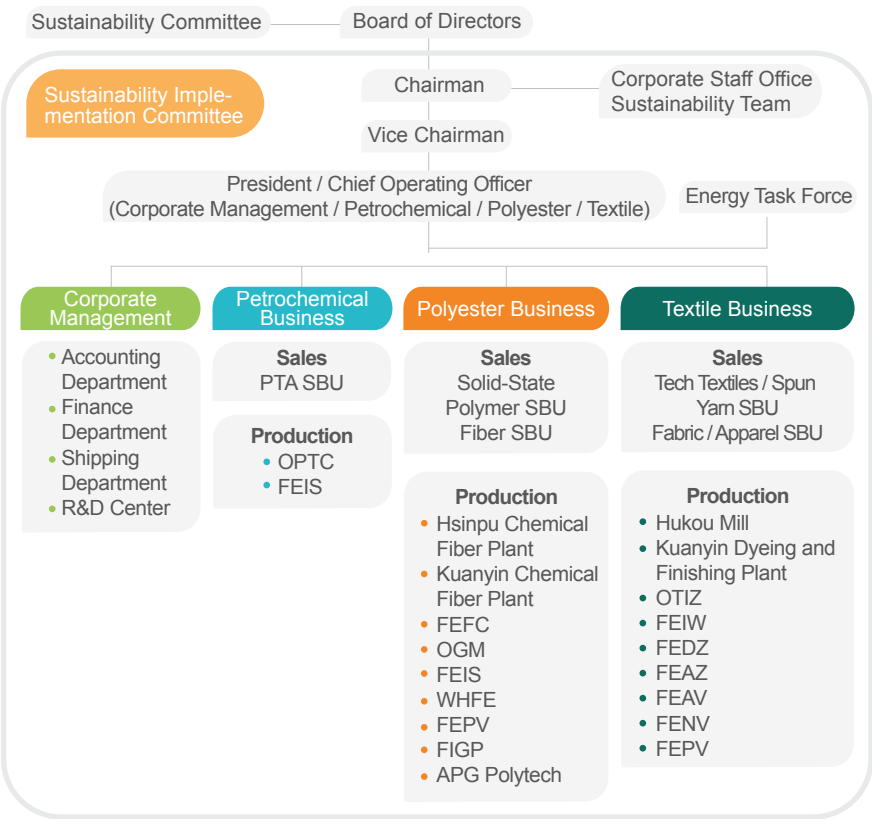 Sustainability Committee
Board of Directors
Sustainability Imple-
mentation Committee
Chairman
Corporate Staff Office
Sustainability Team
Vice Chairman
President / Chief Operating Officer
(Corporate Management / Petrochemical / Polyester / Textile)
Energy Task Force
Corporate
Management
• Accounting
Department
• Finance
Department
• Shipping
Department
• R&D Center
Petrochemical
Business
Sales
PTA SBU
Production
• OPTC
• FEIS
Polyester Business
Sales
Solid-State
Polymer SBU
Fiber SBU
Production
• Hsinpu Chemical
Fiber Plant
• Kuanyin Chemical
Fiber Plant
• FEFC
• OGM
• FEIS
• WHFE
• FEPV
• FIGP
• APG Polytech
Textile Business
Sales
Tech Textiles / Spun
Yarn SBU
Fabric / Apparel SBU
Production
• Hukou Mill
• Kuanyin Dyeing and
Finishing Plant
• OTIZ
• FEIW
• FEDZ
• FEAZ
• FEAV
• FENV
• FEPV